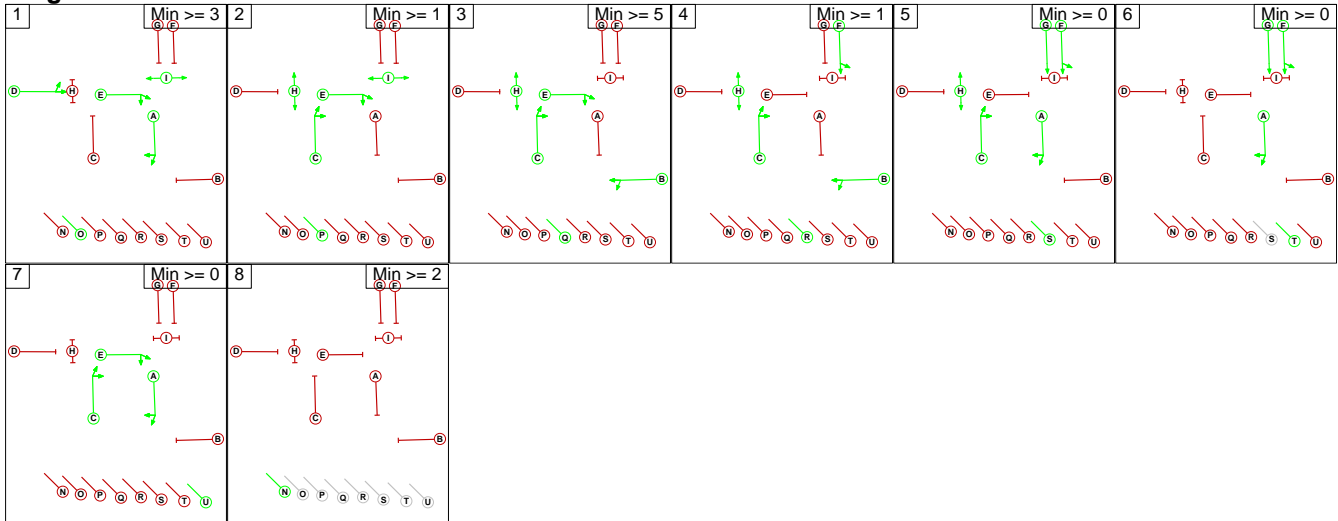 1 Min >= 3
G F
I
D H E
A
C
B
N O P Q R S T U
2 Min >= 1
G F
I
D H E
A
C
B
N O P Q R S T U
3 Min >= 5
G F
I
D H E
A
C
B
N O P Q R S T U
4 Min >= 1
G F
I
D H E
A
C
B
N O P Q R S T U
5 Min >= 0
G F
I
D H E
A
C
B
N O P Q R S T U
6 Min >= 0
G F
I
D H E
A
C
B
N O P Q R S T U
7 Min >= 0
G F
I
D H E
A
C
B
N O P Q R S T U
8 Min >= 2
G F
I
D H E
A
C
B
N O P Q R S T U